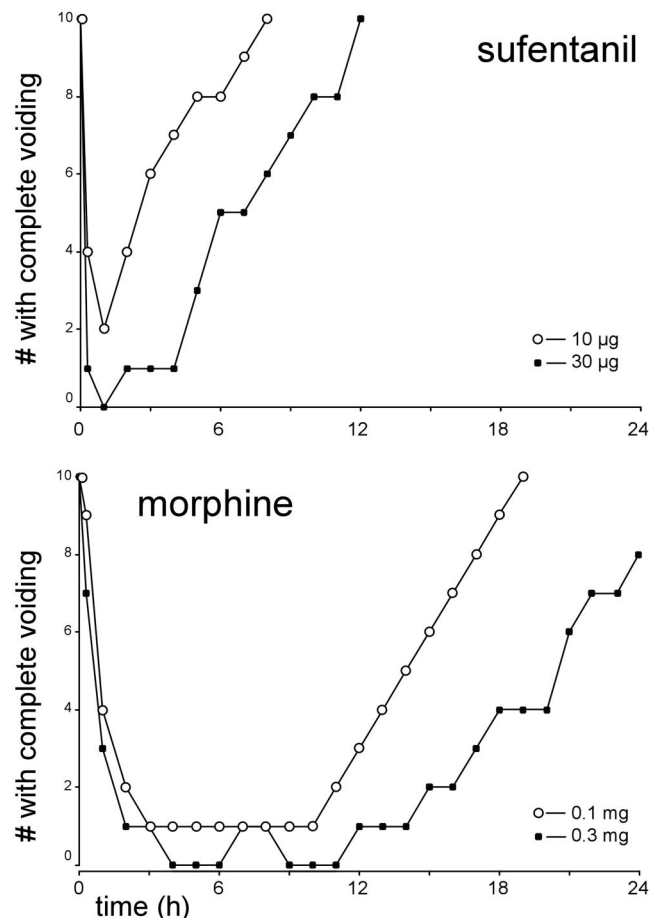 10
sufentanil
8
6
4
2
0
# with complete voiding
10 µg
30 µg
0 6 12 18 24
10
morphine
8
6
4
2
0
# with complete voiding
0.1 mg
0.3 mg
0 6 12 18 24
time (h)